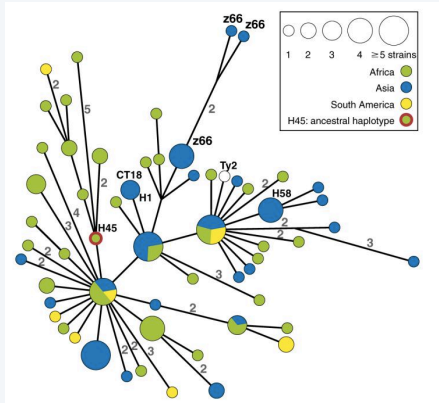 z66
z66
1 2 3 4 ≥5 strains
Africa
Asia
South America
H45: ancestral haplotype
2
5
2
z66
Ty2
CT18
H1
2
H58
2
4
3
H45
2
2
3
2
2
3
2
2
2
3
2